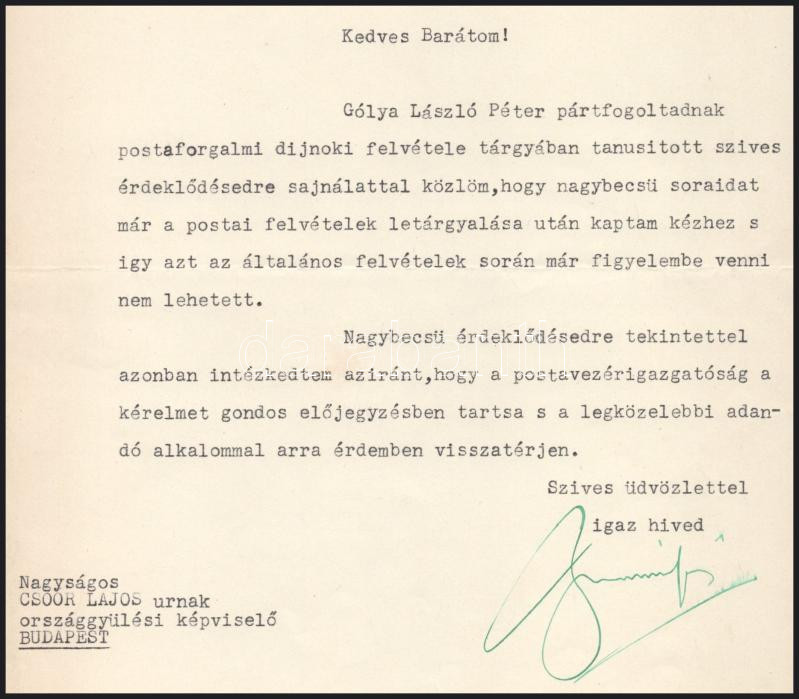 Kedves Barátom!
Gólya László Péter pártfogoltadnak
postaforgalmi dijnoki felvétele tárgyában tanusitott szives
érdeklődésedre sajnálattal közlöm,hogy nagybecsü soraidat
már a postai felvételek letárgyalása után kaptam kézhez s
igy azt az általános felvételek során már figyelembe venni
nem lehetett.
Nagybecsü érdeklődésedre tekintettel
azonban intézkedtem aziránt,hogy a postavezérigazgatóság a
kérelmet gondos előjegyzésben tartsa s a legközelebbi adan-
dó alkalommal arra érdemben visszatérjen.
Szives üdvözlettel
igaz hived
Nagyságos
CSOÓR LAJOS urnak
országgyülési képviselő
BUDAPEST